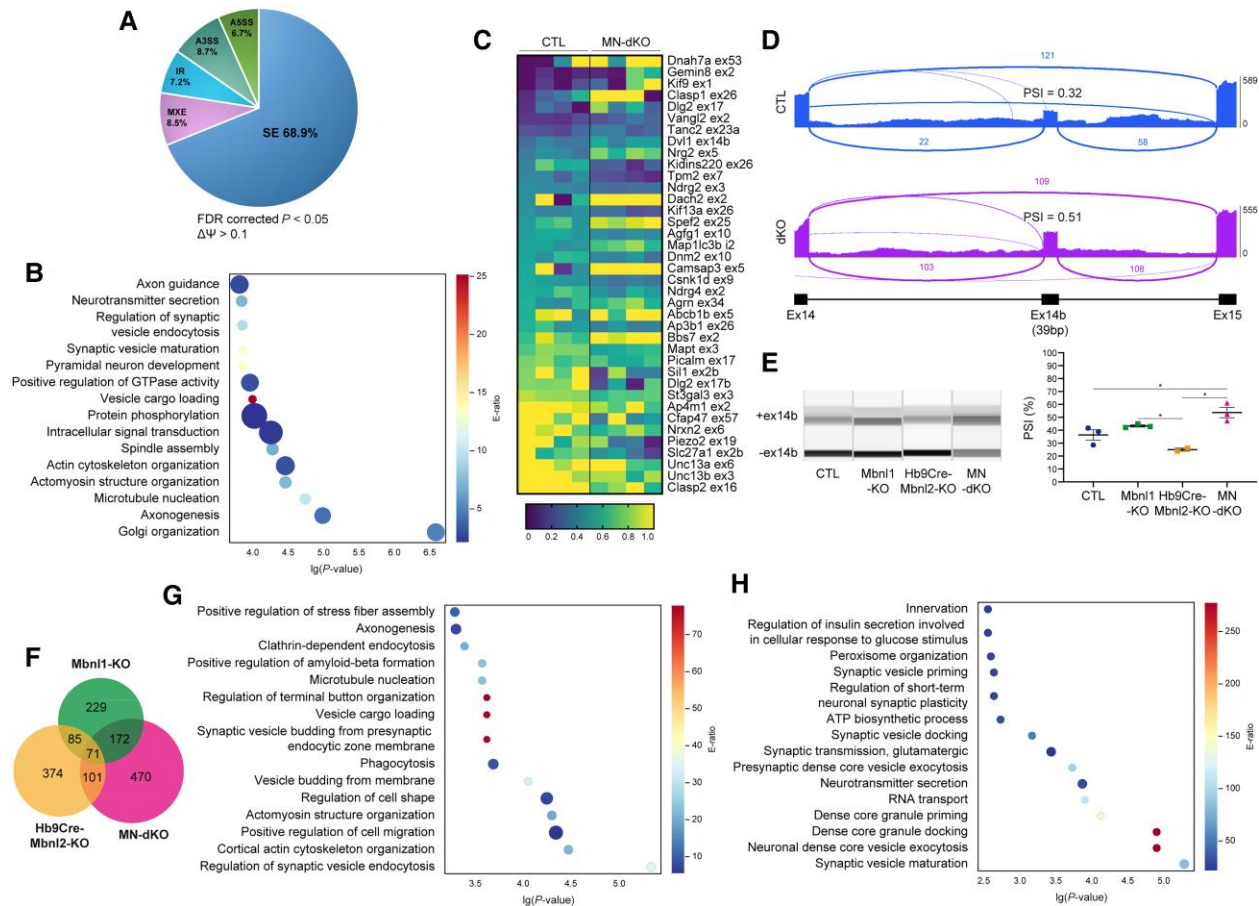 A
A5SS
6.7%
A3SS
8.7%
IR
7.2%
MXE
8.5%
SE 68.9%
FDR corrected P < 0.05
ΔΨ > 0.1
B
Axon guidance
Neurotransmitter secretion
Regulation of synaptic
vesicle endocytosis
Synaptic vesicle maturation
Pyramidal neuron development
Positive regulation of GTPase activity
Vesicle cargo loading
Protein phosphorylation
Intracellular signal transduction
Spindle assembly
Actin cytoskeleton organization
Actomyosin structure organization
Microtubule nucleation
Axonogenesis
Golgi organization
4.0 4.5 5.0 5.5 6.0 6.5
lg(P-value)
25
20
15
10
5
E-ratio
C
CTL MN-dKO
Dnah7a ex53
Gemin8 ex2
Kif9 ex1
Clasp1 ex26
Dlg2 ex17
Vangl2 ex2
Tanc2 ex23a
Dvl1 ex14b
Nrg2 ex5
Kidins220 ex26
Tpm2 ex7
Ndrg2 ex3
Dach2 ex2
Kif13a ex26
Spef2 ex25
Agfg1 ex10
Map1lc3b i2
Dnm2 ex10
Camsap3 ex5
Csnk1d ex9
Ndrg4 ex2
Agrn ex34
Abcb1b ex5
Ap3b1 ex26
Bbs7 ex2
Mapt ex3
Picalm ex17
Sil1 ex2b
Dlg2 ex17b
St3gal3 ex3
Ap4m1 ex2
Cfap47 ex57
Nrxn2 ex6
Piezo2 ex19
Slc27a1 ex2b
Unc13a ex6
Unc13b ex3
Clasp2 ex16
0 0.2 0.4 0.6 0.8 1.0
D
CTL
121
PSI = 0.32
22
58
589
0
dKO
109
PSI = 0.51
103
108
555
0
Ex14 Ex14b Ex15
(39bp)
E
+ex14b
-ex14b
CTL Mbnl1 Hb9Cre- MN
-KO Mbnl2-KO -dKO
PSI (%)
100
90
80
70
60
50
40
30
20
10
0
* * *
CTL Mbnl1 Hb9Cre- MN
-KO Mbnl2-KO -dKO
F
Mbnl1-KO
229
85
172
71
374
101
470
Hb9Cre-
Mbnl2-KO
MN-dKO
G
Positive regulation of stress fiber assembly
Axonogenesis
Clathrin-dependent endocytosis
Positive regulation of amyloid-beta formation
Microtubule nucleation
Regulation of terminal button organization
Vesicle cargo loading
Synaptic vesicle budding from presynaptic
endocytic zone membrane
Phagocytosis
Vesicle budding from membrane
Regulation of cell shape
Actomyosin structure organization
Positive regulation of cell migration
Cortical actin cytoskeleton organization
Regulation of synaptic vesicle endocytosis
3.5 4.0 4.5 5.0
lg(P-value)
70
60
50
40
30
20
10
E-ratio
H
Innervation
Regulation of insulin secretion involved
in cellular response to glucose stimulus
Peroxisome organization
Synaptic vesicle priming
Regulation of short-term
neuronal synaptic plasticity
ATP biosynthetic process
Synaptic vesicle docking
Synaptic transmission, glutamatergic
Presynaptic dense core vesicle exocytosis
Neurotransmitter secretion
RNA transport
Dense core granule priming
Dense core granule docking
Neuronal dense core vesicle exocytosis
Synaptic vesicle maturation
2.5 3.0 3.5 4.0 4.5 5.0
lg(P-value)
250
200
150
100
50
E-ratio